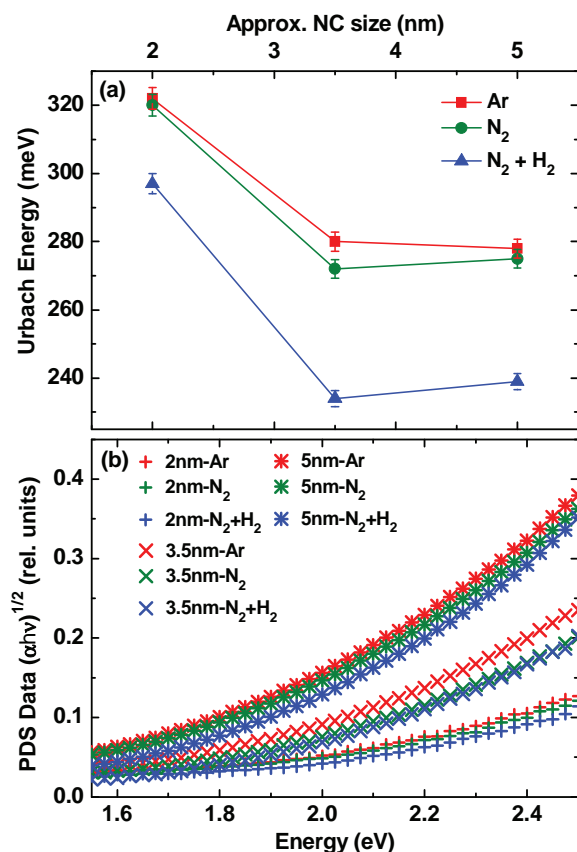 Approx. NC size (nm)
2 3 4 5
(a)
Ar
N₂
N₂ + H₂
320
300
280
260
240
Urbach Energy (meV)
(b)
2nm-Ar 5nm-Ar
2nm-N₂ 5nm-N₂
2nm-N₂+H₂ 5nm-N₂+H₂
3.5nm-Ar
3.5nm-N₂
3.5nm-N₂+H₂
0.4
0.3
0.2
0.1
0.0
PDS Data (αhν)^1/2 (rel. units)
1.6 1.8 2.0 2.2 2.4
Energy (eV)